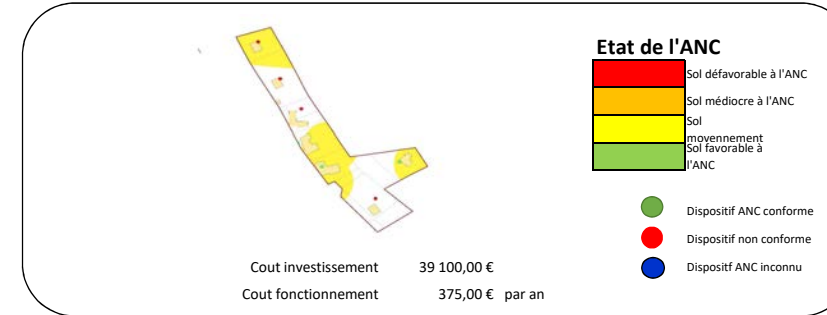 Etat de l'ANC
Sol défavorable à l'ANC
Sol médiocre à l'ANC
Sol
moyennement
Sol favorable à
l'ANC
Dispositif ANC conforme
Dispositif non conforme
Dispositf ANC inconnu
Cout investissement 39 100,00 €
Cout fonctionnement 375,00 € par an